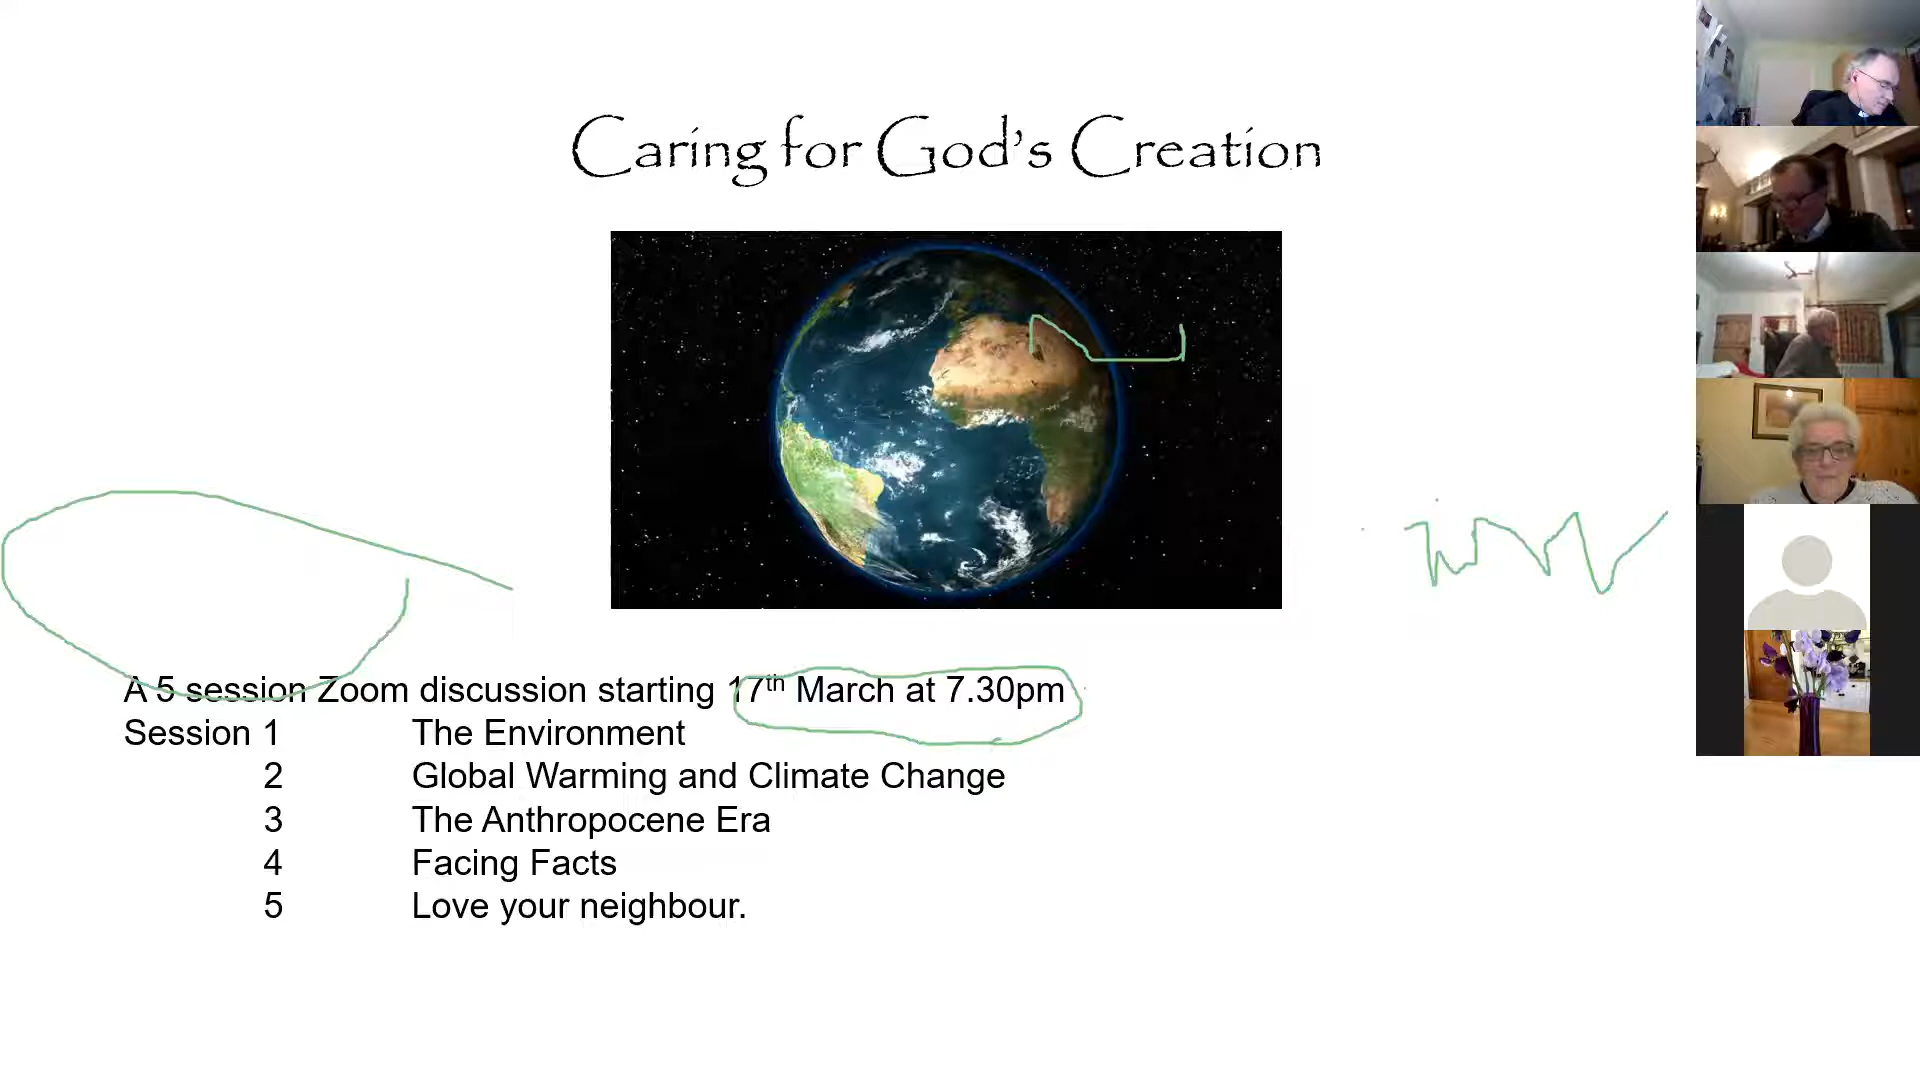 Caring for God's Creation
A 5 session Zoom discussion starting 17th March at 7.30pm
Session 1 The Environment
2 Global Warming and Climate Change
3 The Anthropocene Era
4 Facing Facts
5 Love your neighbour.